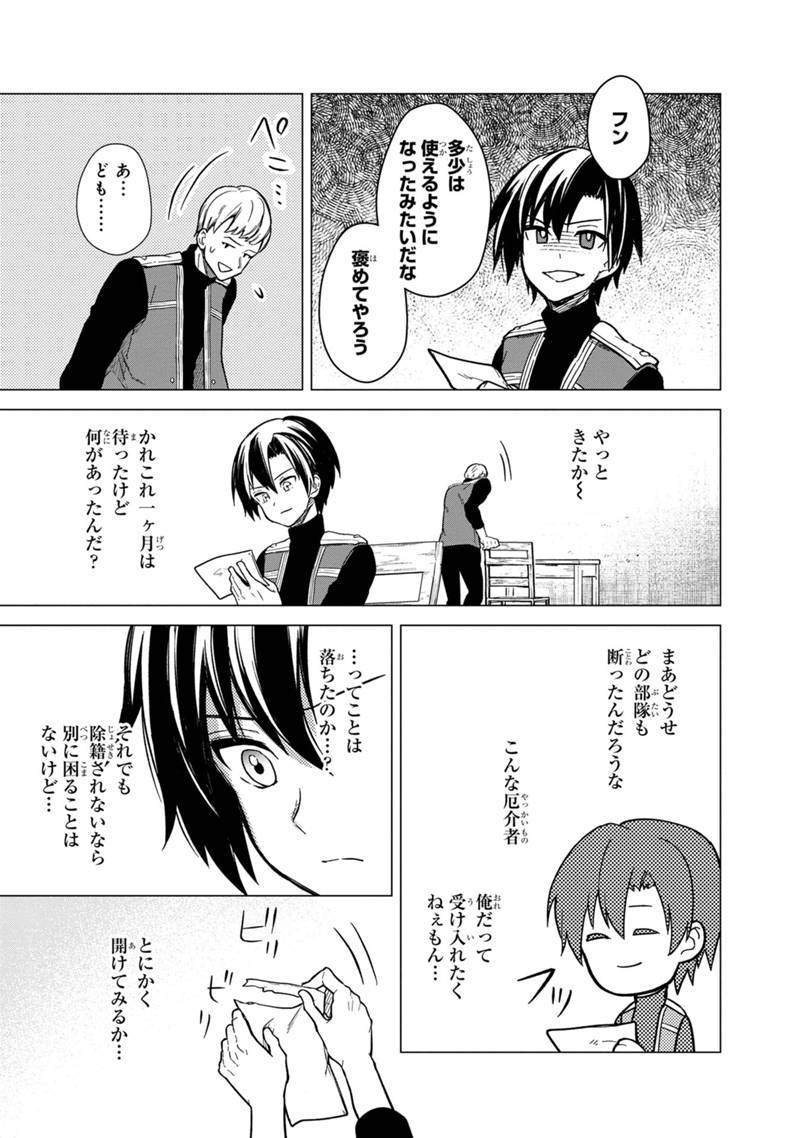 フン
多少は
使えるように
なったみたいだな
褒めてやろう
ペコ
あ…
ども……
やっと
きたか〜
かれこれ一ヶ月は
待ったけど
何があったんだ？
まあどうせ
どの部隊も
断ったんだろうな
こんな厄介者
俺だって
受け入れたく
ねぇもん…
…ってことは
落ちたのか…？
それでも
除籍されないなら
別に困ることは
ないけど…
とにかく
開けてみるか…
ビ
ビ